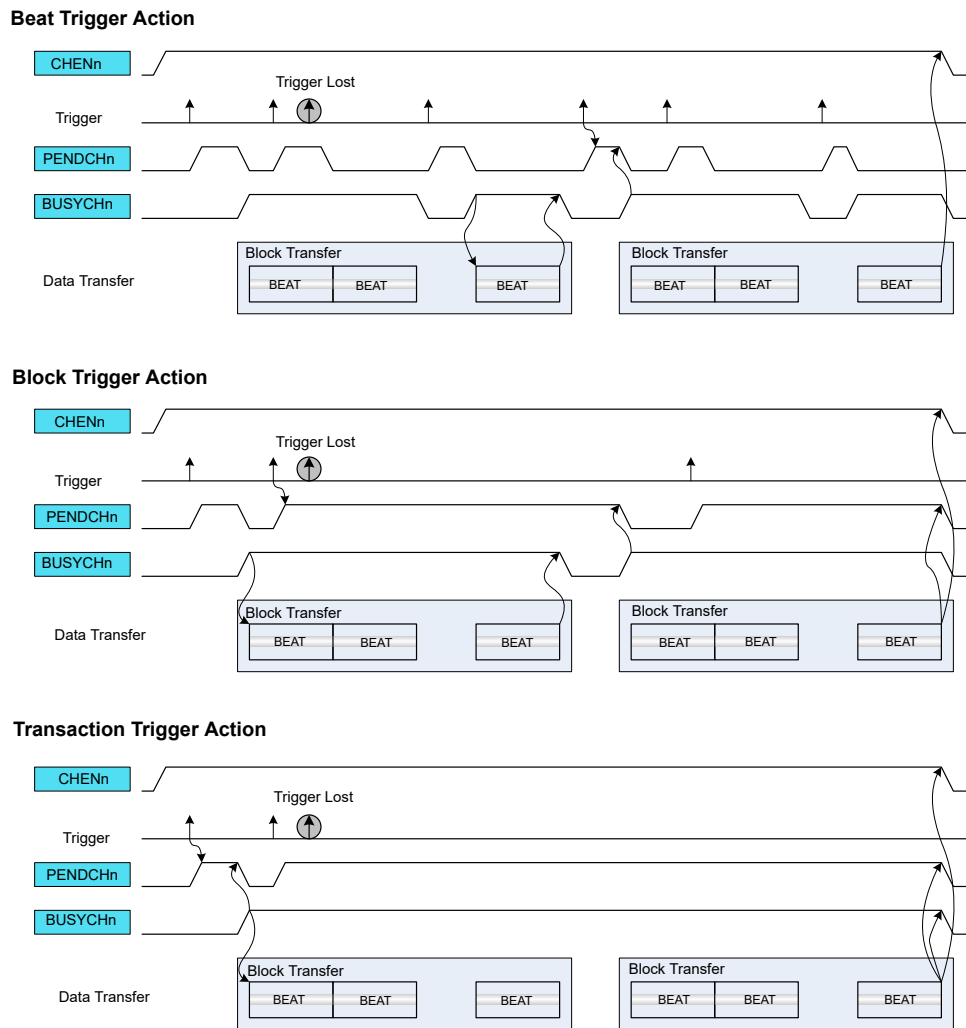 Beat Trigger Action
CHENn
Trigger Lost
Trigger
PENDCHn
BUSYCHn
Block Transfer
Block Transfer
Data Transfer
BEAT
BEAT
BEAT
BEAT
BEAT
BEAT
Block Trigger Action
CHENn
Trigger Lost
Trigger
PENDCHn
BUSYCHn
Block Transfer
Block Transfer
Data Transfer
BEAT
BEAT
BEAT
BEAT
BEAT
BEAT
Transaction Trigger Action
CHENn
Trigger Lost
Trigger
PENDCHn
BUSYCHn
Block Transfer
Block Transfer
Data Transfer
BEAT
BEAT
BEAT
BEAT
BEAT
BEAT